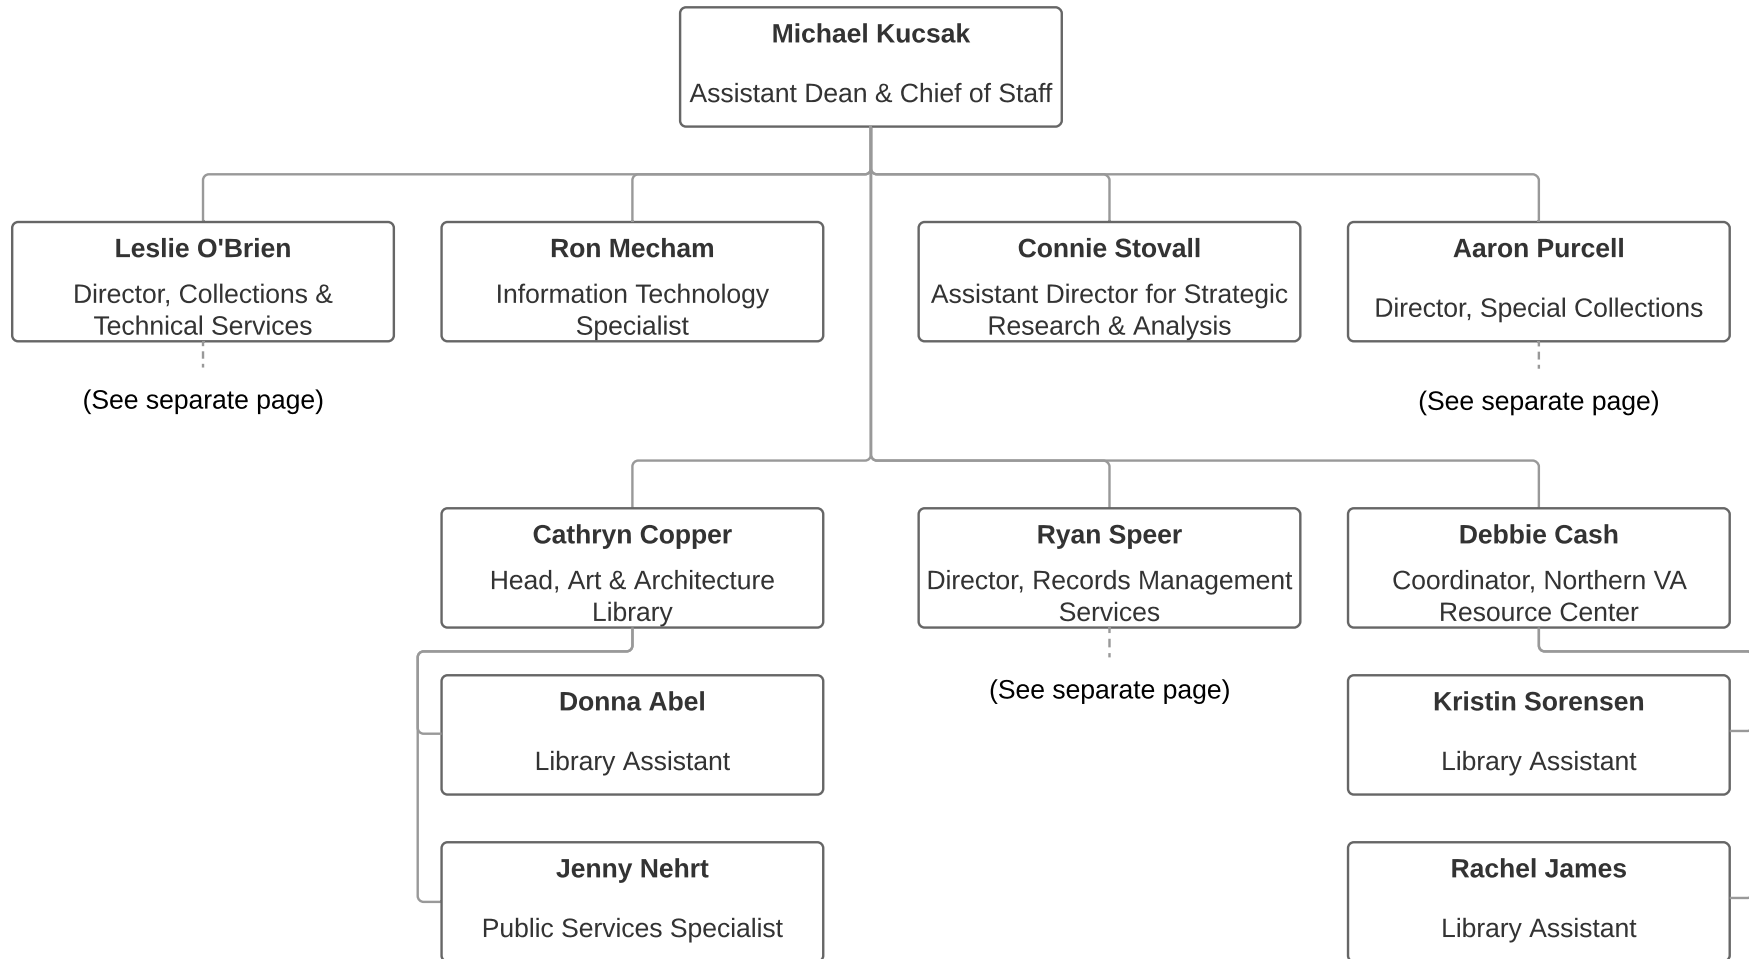 Michael Kucsak
Assistant Dean & Chief of Staff
Leslie O'Brien
Director, Collections &
Technical Services
(See separate page)
Ron Mecham
Information Technology
Specialist
Connie Stovall
Assistant Director for Strategic
Research & Analysis
Aaron Purcell
Director, Special Collections
(See separate page)
Cathryn Copper
Head, Art & Architecture
Library
Donna Abel
Library Assistant
Jenny Nehrt
Public Services Specialist
Ryan Speer
Director, Records Management
Services
(See separate page)
Debbie Cash
Coordinator, Northern VA
Resource Center
Kristin Sorensen
Library Assistant
Rachel James
Library Assistant